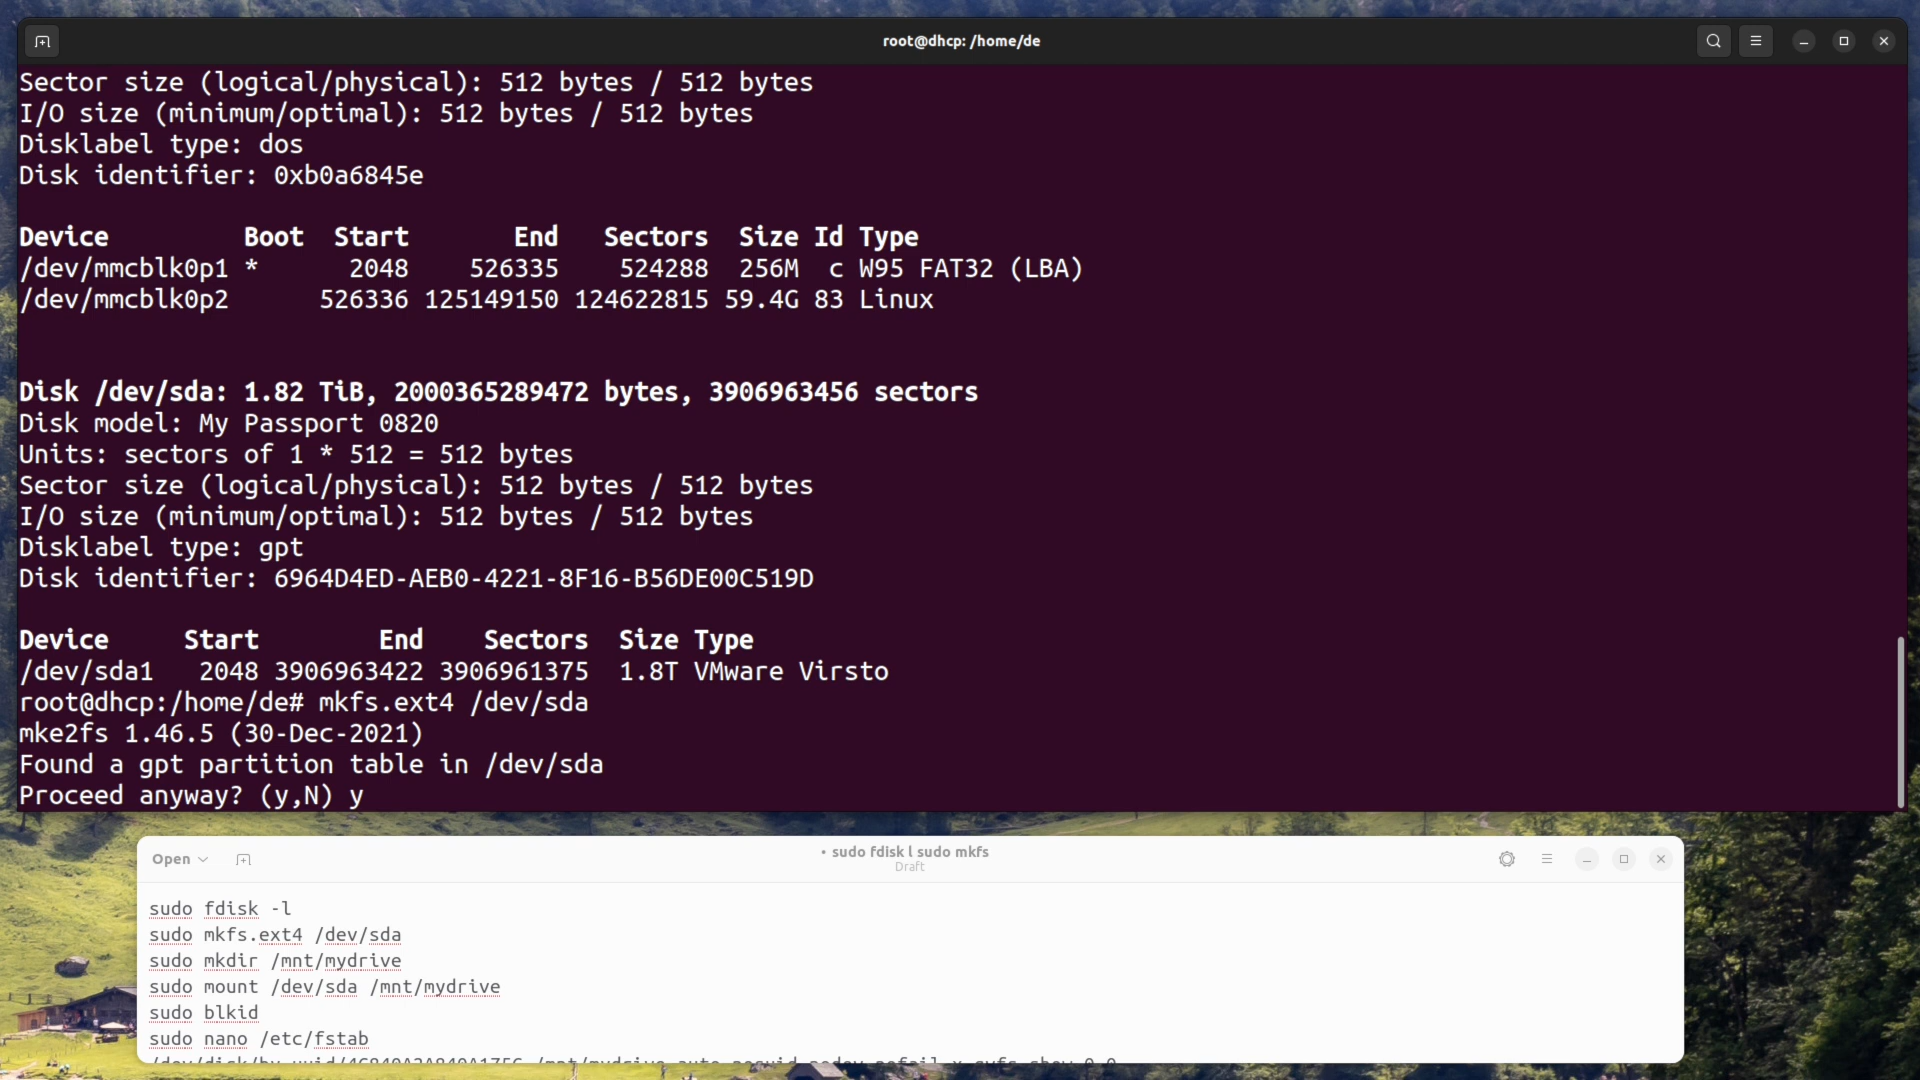 root@dhcp: /home/de
Sector size (logical/physical): 512 bytes / 512 bytes
I/O size (minimum/optimal): 512 bytes / 512 bytes
Disklabel type: dos
Disk identifier: 0xb0a6845e
Device Boot Start End Sectors Size Id Type
/dev/mmcblk0p1 * 2048 526335 524288 256M c W95 FAT32 (LBA)
/dev/mmcblk0p2 526336 125149150 124622815 59.4G 83 Linux
Disk /dev/sda: 1.82 TiB, 2000365289472 bytes, 3906963456 sectors
Disk model: My Passport 0820
Units: sectors of 1 * 512 = 512 bytes
Sector size (logical/physical): 512 bytes / 512 bytes
I/O size (minimum/optimal): 512 bytes / 512 bytes
Disklabel type: gpt
Disk identifier: 6964D4ED-AEB0-4221-8F16-B56DE00C519D
Device Start End Sectors Size Type
/dev/sda1 2048 3906963422 3906961375 1.8T VMware Virsto
root@dhcp:/home/de# mkfs.ext4 /dev/sda
mke2fs 1.46.5 (30-Dec-2021)
Found a gpt partition table in /dev/sda
Proceed anyway? (y,N) y
Open
• sudo fdisk l sudo mkfs
Draft
sudo fdisk -l
sudo mkfs.ext4 /dev/sda
sudo mkdir /mnt/mydrive
sudo mount /dev/sda /mnt/mydrive
sudo blkid
sudo nano /etc/fstab